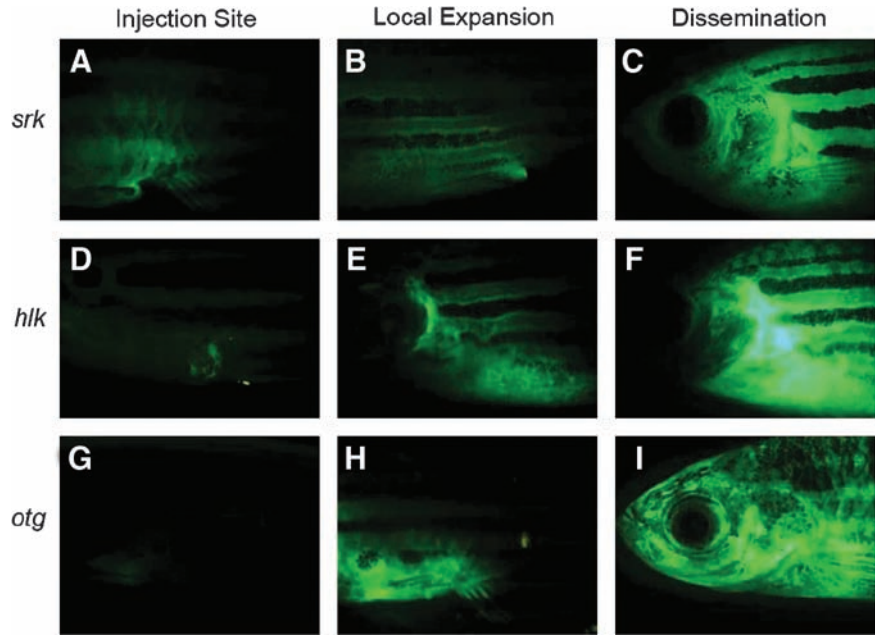 Injection Site Local Expansion Dissemination
srk A B C
hlk D E F
otg G H I